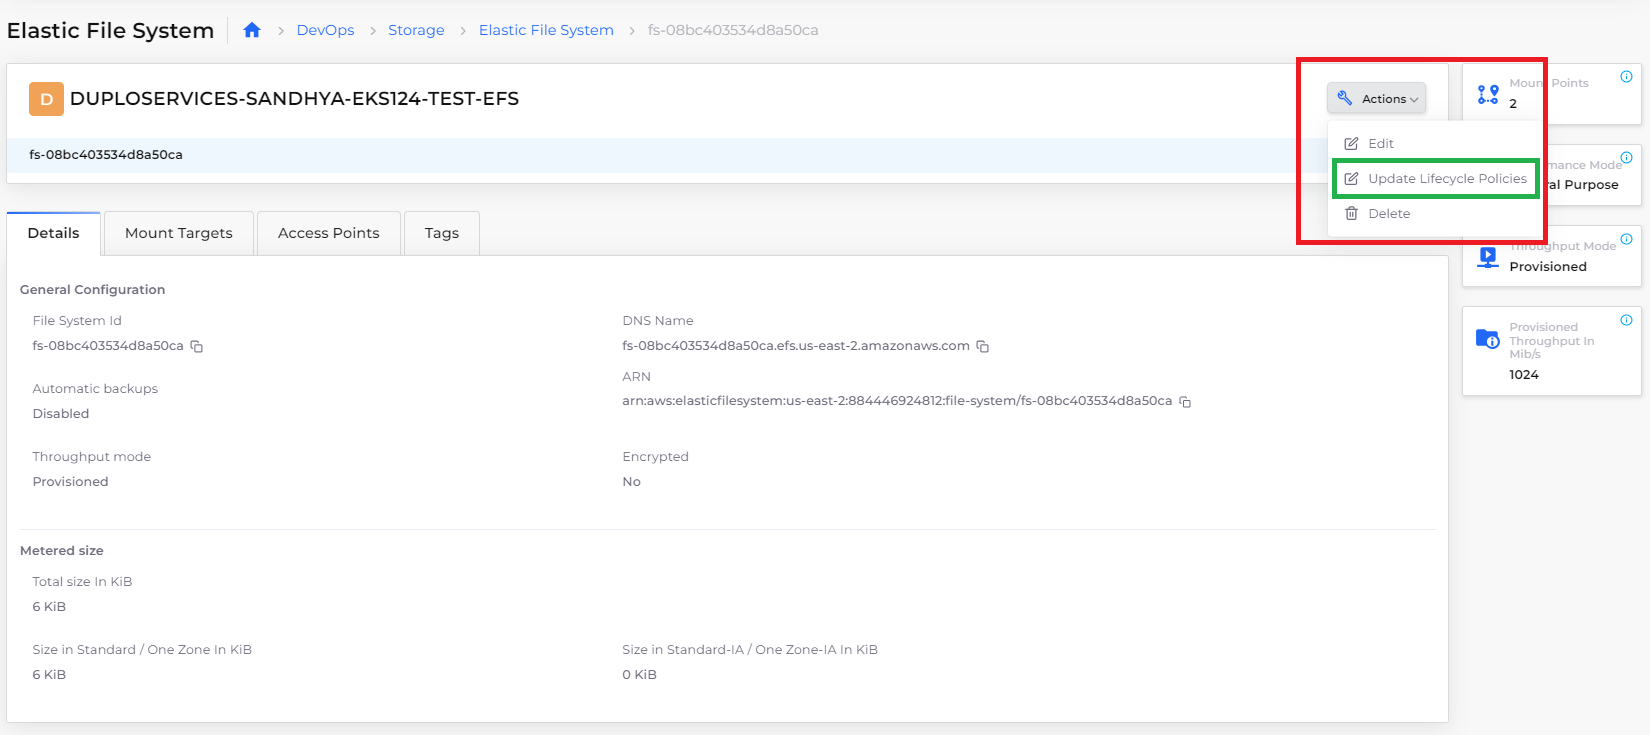 Elastic File System
DevOps > Storage > Elastic File System > fs-08bc403534d8a50ca
D DUPLOSERVICES-SANDHYA-EKS124-TEST-EFS
fs-08bc403534d8a50ca
Actions
Edit
Update Lifecycle Policies
Delete
Mount Points
2
mance Mode
al Purpose
Throughput Mode
Provisioned
Provisioned
Throughput In
Mib/s
1024
Details
Mount Targets
Access Points
Tags
General Configuration
File System Id
fs-08bc403534d8a50ca
DNS Name
fs-08bc403534d8a50ca.efs.us-east-2.amazonaws.com
Automatic backups
Disabled
ARN
arn:aws:elasticfilesystem:us-east-2:884446924812:file-system/fs-08bc403534d8a50ca
Throughput mode
Provisioned
Encrypted
No
Metered size
Total size In KiB
6 KiB
Size in Standard / One Zone In KiB
6 KiB
Size in Standard-IA / One Zone-IA In KiB
0 KiB